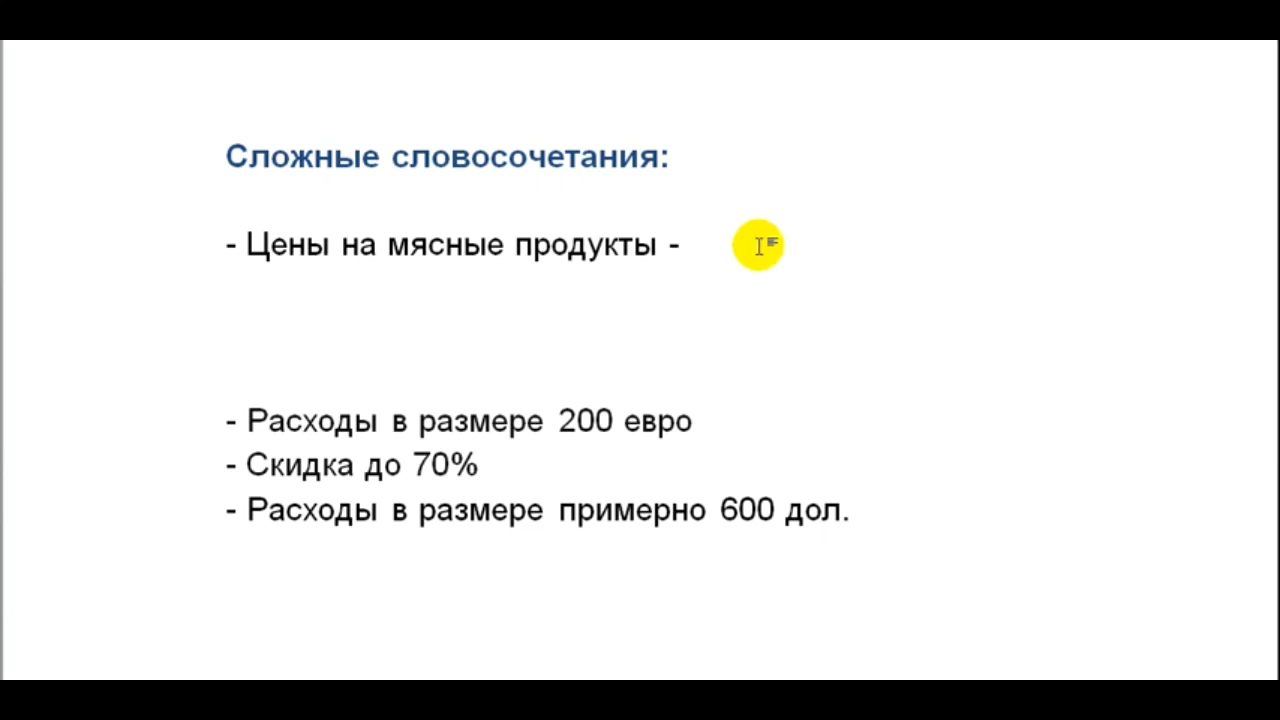 Сложные словосочетания:
- Цены на мясные продукты -
- Расходы в размере 200 евро
- Скидка до 70%
- Расходы в размере примерно 600 дол.